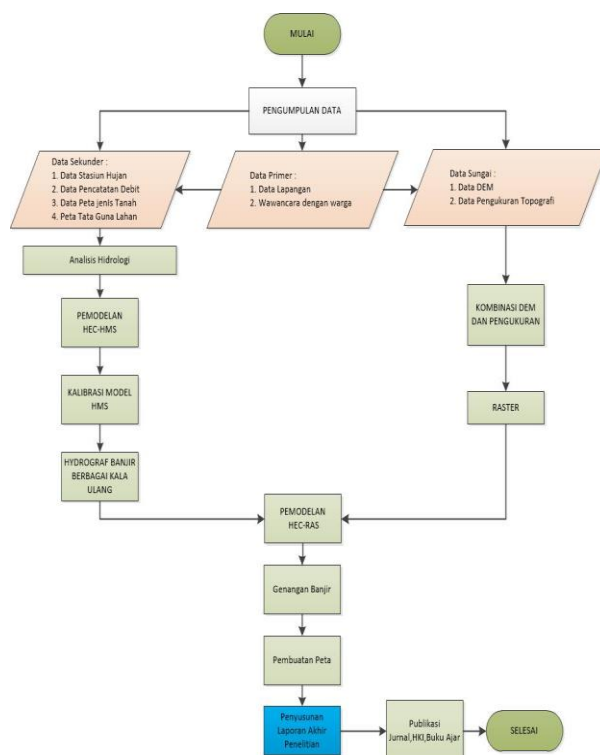 MULAI
PENGUMPULAN DATA
Data Sekunder :
1. Data Stasiun Hujan
2. Data Pencatatan Debit
3. Data Peta jenis Tanah
4. Peta Tata Guna Lahan
Data Primer :
1. Data Lapangan
2. Wawancara dengan warga
Data Sungai :
1. Data DEM
2. Data Pengukuran Topografi
Analisis Hidrologi
PEMODELAN
HEC-HMS
KALIBRASI MODEL
HMS
HYDROGRAF BANJIR
BERBAGAI KALA
ULANG
KOMBINASI DEM
DAN PENGUKURAN
RASTER
PEMODELAN
HEC-RAS
Genangan Banjir
Pembuatan Peta
Penyusunan
Laporan Akhir
Penelitian
Publikasi
Jurnal,HKI,Buku Ajar
SELESAI